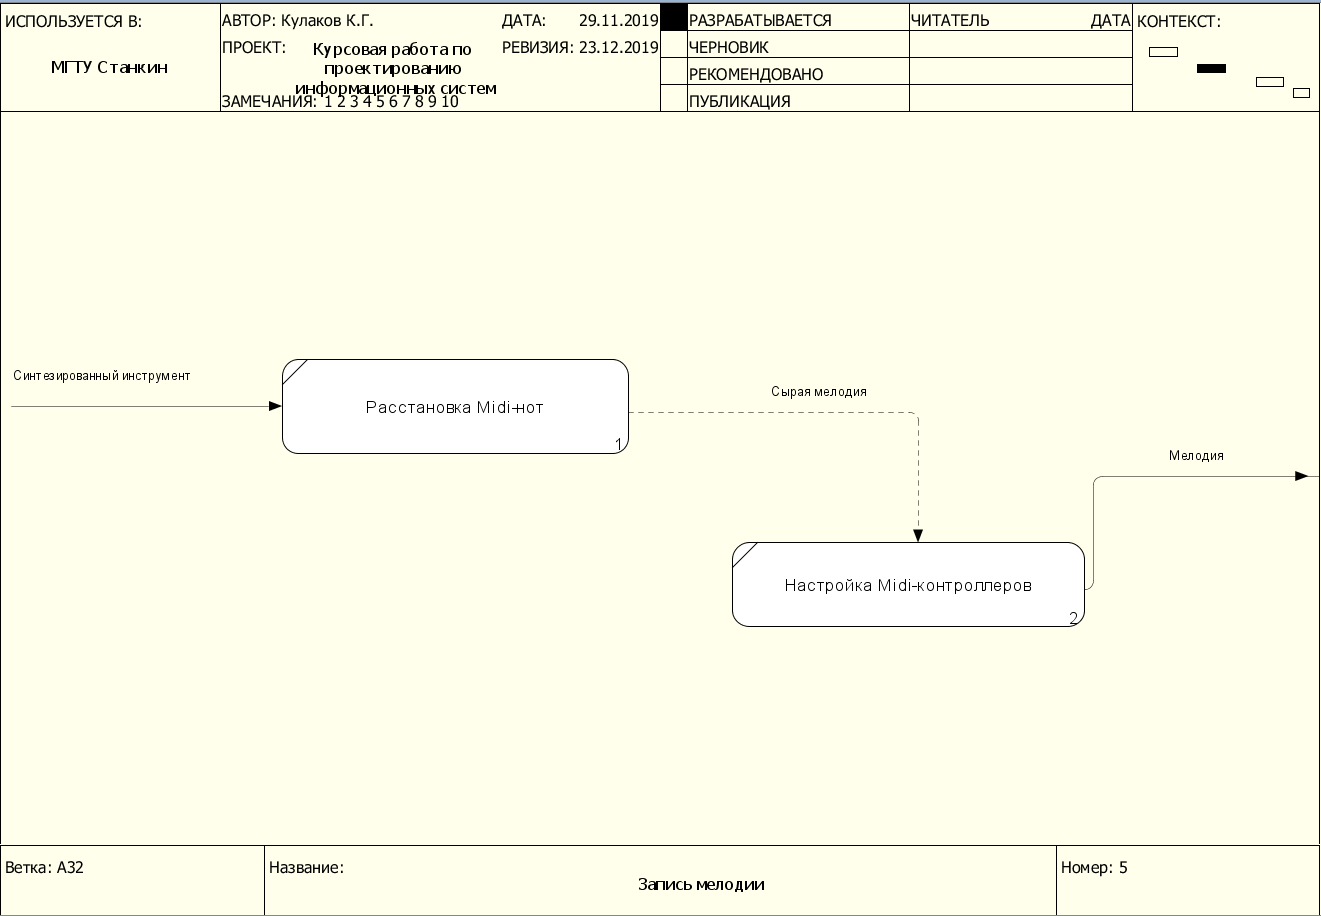 ИСПОЛЬЗУЕТСЯ В:
МГТУ Станкин
АВТОР: Кулаков К.Г.
ДАТА: 29.11.2019
ПРОЕКТ: Курсовая работа по
проектированию
информационных систем
РЕВИЗИЯ: 23.12.2019
ЗАМЕЧАНИЯ: 1 2 3 4 5 6 7 8 9 10
РАЗРАБАТЫВАЕТСЯ
ЧЕРНОВИК
РЕКОМЕНДОВАНО
ПУБЛИКАЦИЯ
ЧИТАТЕЛЬ ДАТА
КОНТЕКСТ:
Синтезированный инструмент
Расстановка Midi-нот
1
Сырая мелодия
Мелодия
Настройка Midi-контроллеров
2
Ветка: A32
Название:
Запись мелодии
Номер: 5